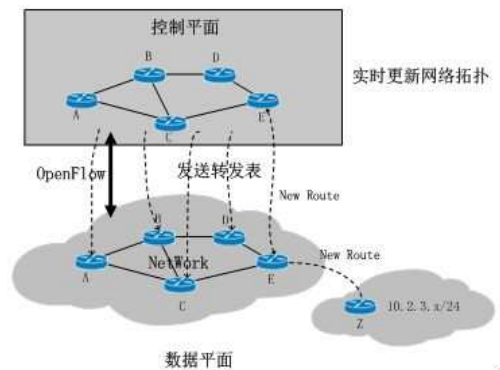 控制平面
B
D
A
C
E
实时更新网络拓扑
OpenFlow
发送转发表
New Route
B
D
NetWork
New Route
A
C
E
Z
10.2.3.x/24
数据平面